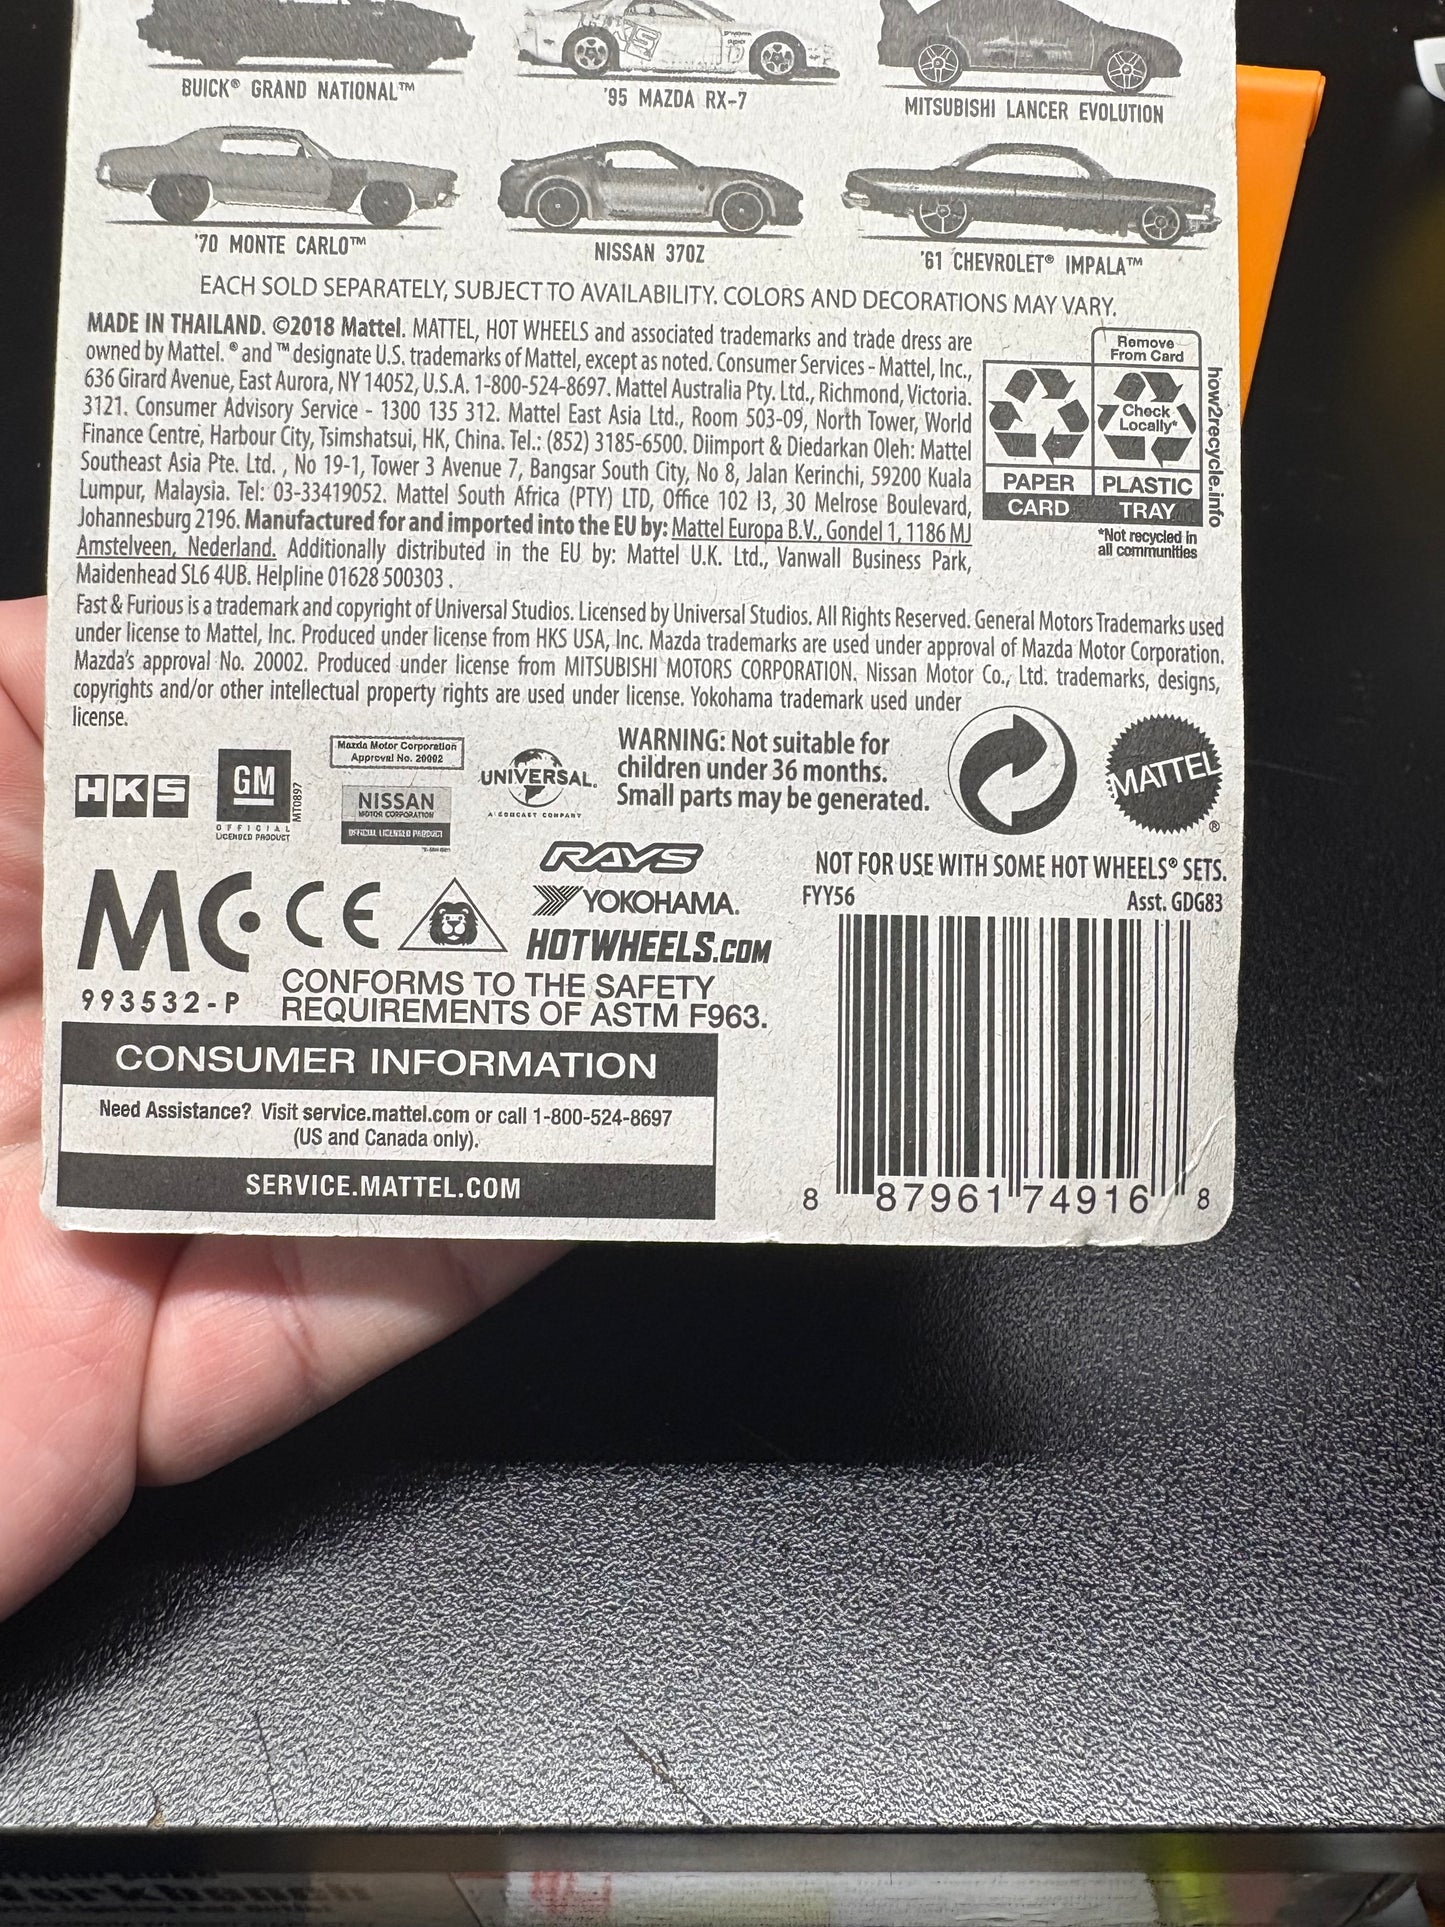 BUICK® GRAND NATIONAL™
'95 MAZDA RX-7
MITSUBISHI LANCER EVOLUTION
'70 MONTE CARLO™
NISSAN 370Z
'61 CHEVROLET® IMPALA™
EACH SOLD SEPARATELY, SUBJECT TO AVAILABILITY. COLORS AND DECORATIONS MAY VARY.
MADE IN THAILAND. ©2018 Mattel. MATTEL, HOT WHEELS and associated trademarks and trade dress are
owned by Mattel. ® and ™ designate U.S. trademarks of Mattel, except as noted. Consumer Services - Mattel, Inc.,
636 Girard Avenue, East Aurora, NY 14052, U.S.A. 1-800-524-8697. Mattel Australia Pty. Ltd., Richmond, Victoria.
3121. Consumer Advisory Service - 1300 135 312. Mattel East Asia Ltd., Room 503-09, North Tower, World
Finance Centre, Harbour City, Tsimshatsui, HK, China. Tel.: (852) 3185-6500. Diimport & Diedarkan Oleh: Mattel
Southeast Asia Pte. Ltd. , No 19-1, Tower 3 Avenue 7, Bangsar South City, No 8, Jalan Kerinchi, 59200 Kuala
Lumpur, Malaysia. Tel: 03-33419052. Mattel South Africa (PTY) LTD, Office 102 I3, 30 Melrose Boulevard,
Johannesburg 2196. Manufactured for and imported into the EU by: Mattel Europa B.V., Gondel 1, 1186 MJ
Amstelveen, Nederland. Additionally distributed in the EU by: Mattel U.K. Ltd., Vanwall Business Park,
Maidenhead SL6 4UB. Helpline 01628 500303 .
Remove
From Card
Check
Locally*
PAPER
PLASTIC
CARD
TRAY
*Not recycled in
all communities
how2recycle.info
Fast & Furious is a trademark and copyright of Universal Studios. Licensed by Universal Studios. All Rights Reserved. General Motors Trademarks used
under license to Mattel, Inc. Produced under license from HKS USA, Inc. Mazda trademarks are used under approval of Mazda Motor Corporation.
Mazda's approval No. 20002. Produced under license from MITSUBISHI MOTORS CORPORATION. Nissan Motor Co., Ltd. trademarks, designs,
copyrights and/or other intellectual property rights are used under license. Yokohama trademark used under
license.
HKS
GM
OFFICIAL
LICENSED PRODUCT
MT0897
Mazda Motor Corporation
Approval No. 20002
NISSAN
MOTOR CORPORATION
OFFICIAL LICENSED PRODUCT
UNIVERSAL
A COMCAST COMPANY
WARNING: Not suitable for
children under 36 months.
Small parts may be generated.
MATTEL®
RAYS
YOKOHAMA.
HOTWHEELS.COM
NOT FOR USE WITH SOME HOT WHEELS® SETS.
FYY56
Asst. GDG83
MC CE
993532-P
CONFORMS TO THE SAFETY
REQUIREMENTS OF ASTM F963.
CONSUMER INFORMATION
Need Assistance? Visit service.mattel.com or call 1-800-524-8697
(US and Canada only).
SERVICE.MATTEL.COM
8 87961 74916 8